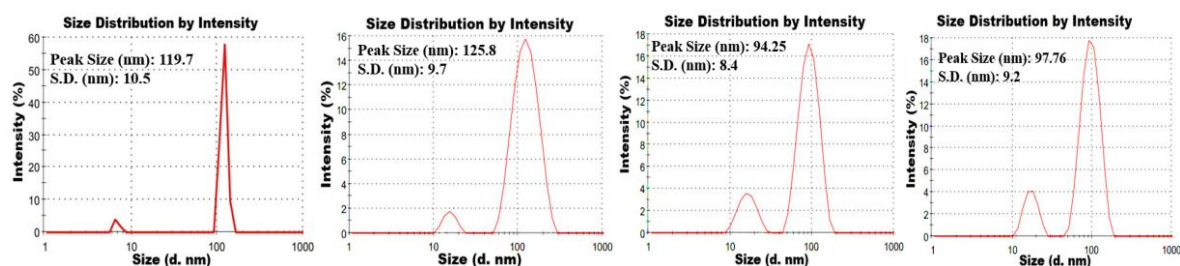 Size Distribution by Intensity
Peak Size (nm): 119.7
S.D. (nm): 10.5
Intensity (%)
60
50
40
30
20
10
0
1 10 100 1000
Size (d. nm)
Size Distribution by Intensity
Peak Size (nm): 125.8
S.D. (nm): 9.7
Intensity (%)
16
14
12
10
8
6
4
2
0
1 10 100 1000
Size (d. nm)
Size Distribution by Intensity
Peak Size (nm): 94.25
S.D. (nm): 8.4
Intensity (%)
18
16
14
12
10
8
6
4
2
0
1 10 100 1000
Size (d. nm)
Size Distribution by Intensity
Peak Size (nm): 97.76
S.D. (nm): 9.2
Intensity (%)
18
16
14
12
10
8
6
4
2
0
1 10 100 1000
Size (d. nm)